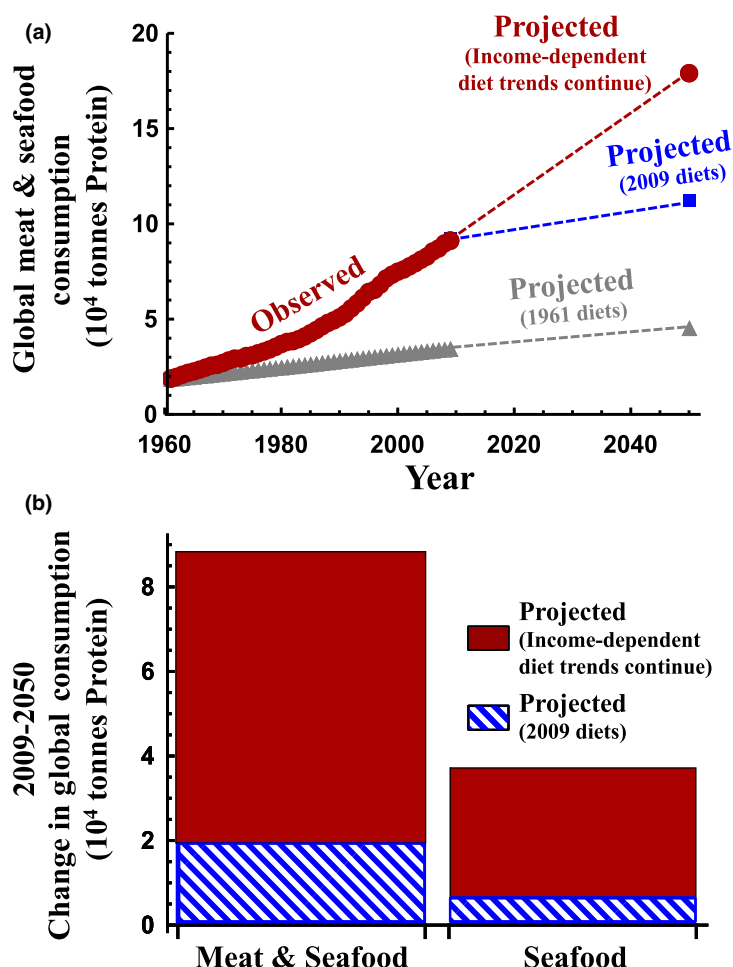 (a)
Global meat & seafood
consumption
(10⁴ tonnes Protein)
20
15
10
5
0
Projected
(Income-dependent
diet trends continue)
Projected
(2009 diets)
Observed
Projected
(1961 diets)
1960 1980 2000 2020 2040
Year
(b)
2009-2050
Change in global consumption
(10⁴ tonnes Protein)
8
6
4
2
0
Projected
(Income-dependent
diet trends continue)
Projected
(2009 diets)
Meat & Seafood Seafood